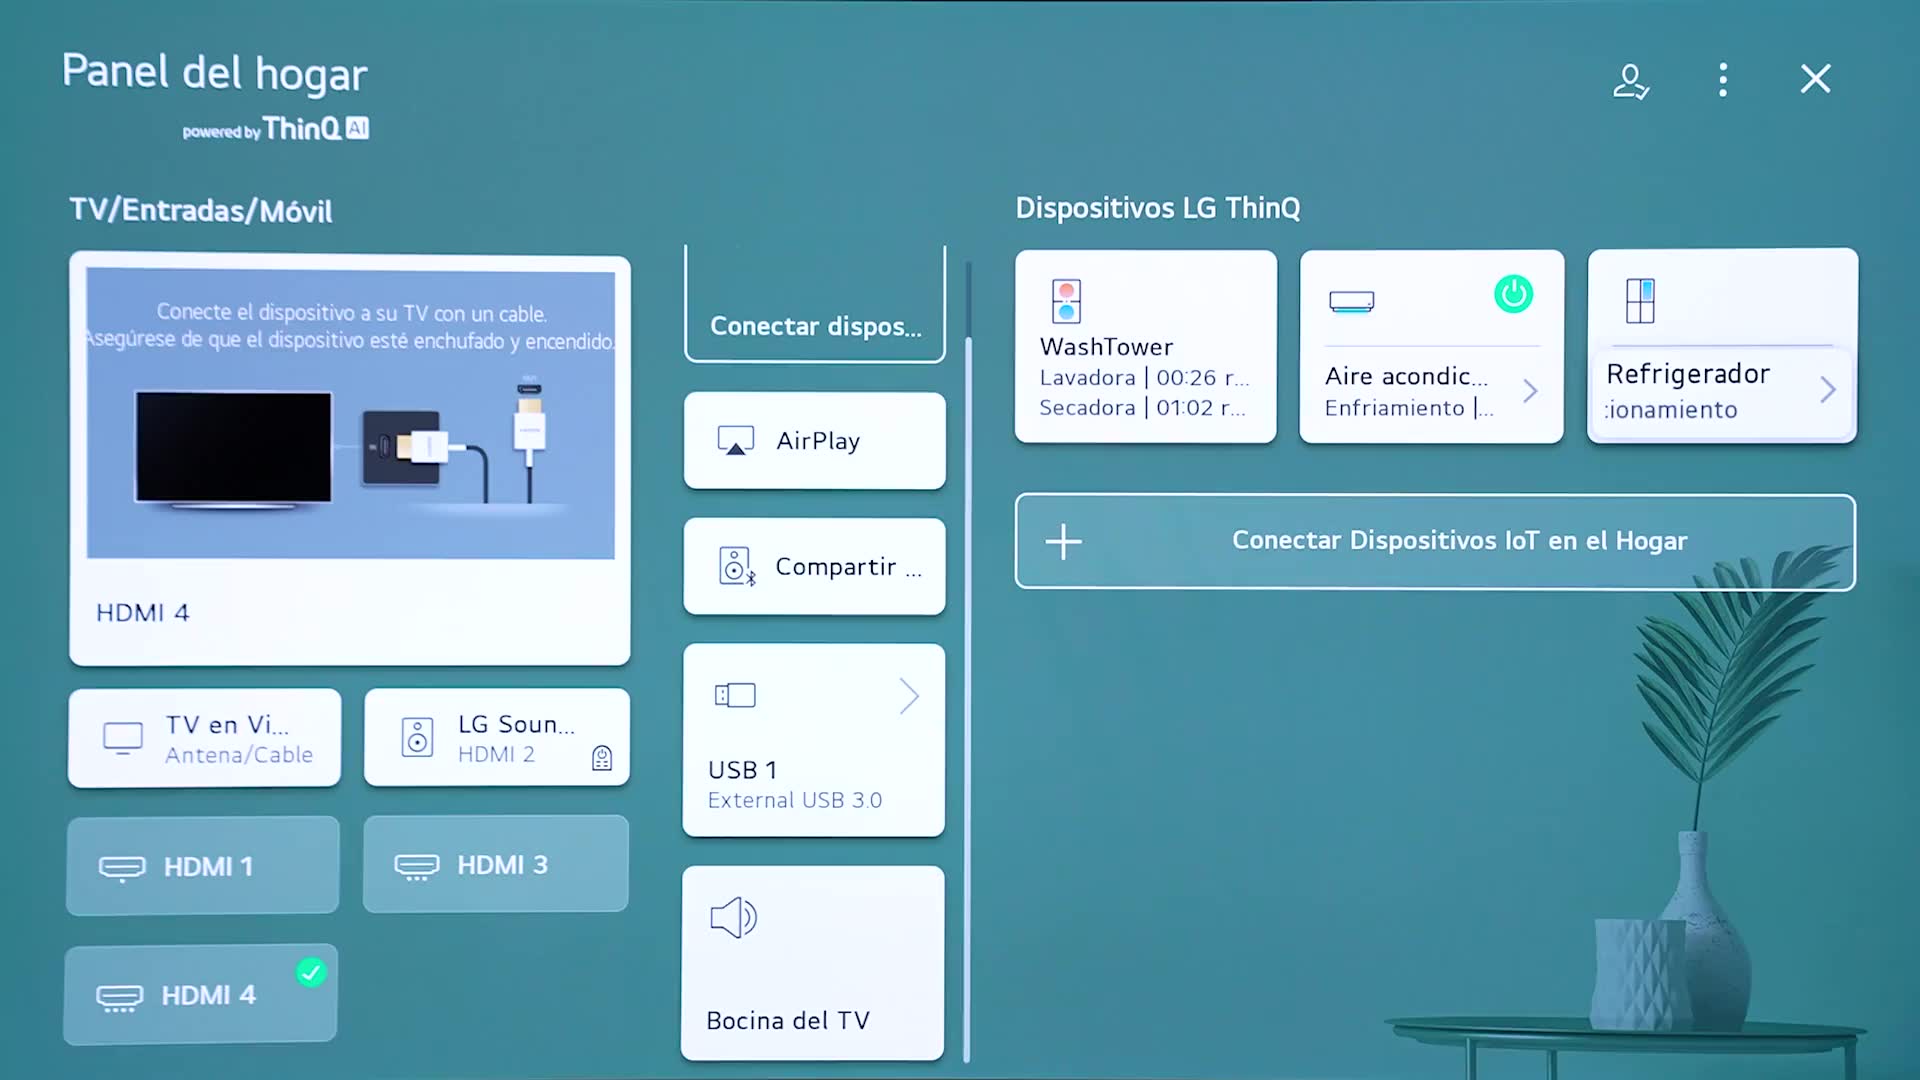 Panel del hogar
powered by ThinQ AI
TV/Entradas/Móvil
Conecte el dispositivo a su TV con un cable.
Asegúrese de que el dispositivo esté enchufado y encendido.
HDMI 4
TV en Vi...
Antena/Cable
LG Soun...
HDMI 2
HDMI 1
HDMI 3
HDMI 4
Conectar dispos...
AirPlay
Compartir ...
USB 1
External USB 3.0
Bocina del TV
Dispositivos LG ThinQ
WashTower
Lavadora | 00:26 r...
Secadora | 01:02 r...
Aire acondic...
Enfriamiento |...
Refrigerador
:ionamiento
Conectar Dispositivos IoT en el Hogar